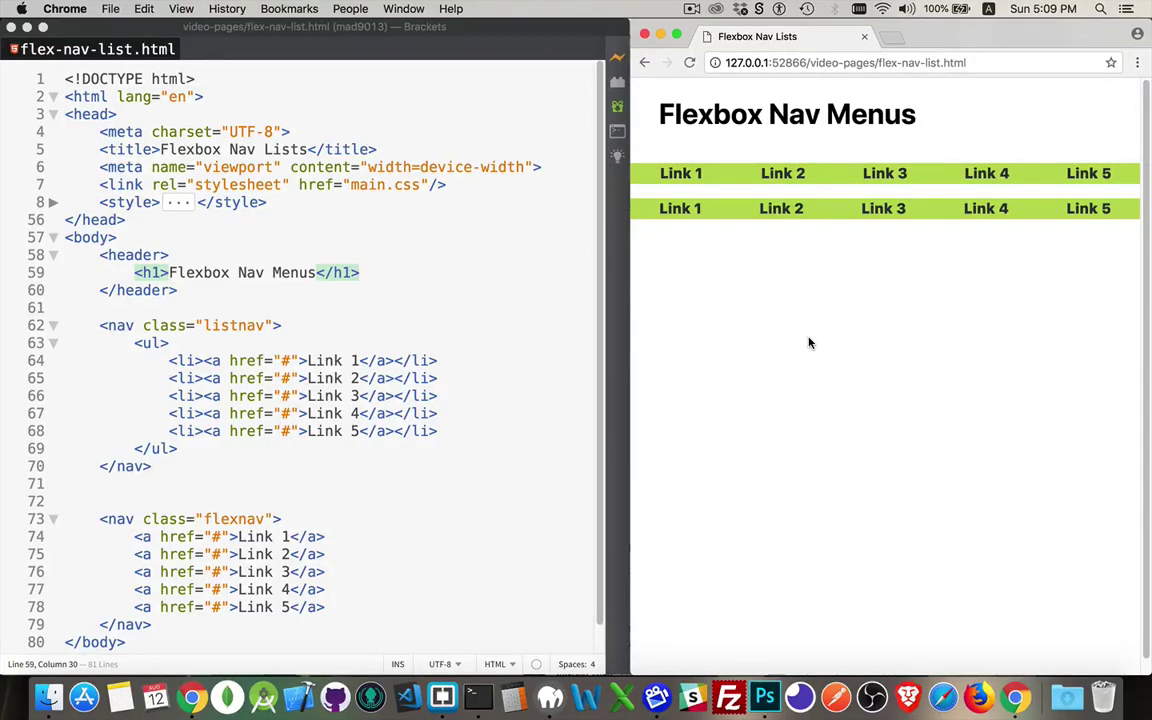 Chrome File Edit View History Bookmarks People Window Help 100% A Sun 5:09 PM
video-pages/flex-nav-list.html (mad9013) — Brackets
flex-nav-list.html
1 <!DOCTYPE html>
2 <html lang="en">
3 <head>
4 <meta charset="UTF-8">
5 <title>Flexbox Nav Lists</title>
6 <meta name="viewport" content="width=device-width">
7 <link rel="stylesheet" href="main.css"/>
8 <style> ... </style>
56 </head>
57 <body>
58 <header>
59 <h1>Flexbox Nav Menus</h1>
60 </header>
61
62 <nav class="listnav">
63 <ul>
64 <li><a href="#">Link 1</a></li>
65 <li><a href="#">Link 2</a></li>
66 <li><a href="#">Link 3</a></li>
67 <li><a href="#">Link 4</a></li>
68 <li><a href="#">Link 5</a></li>
69 </ul>
70 </nav>
71
72
73 <nav class="flexnav">
74 <a href="#">Link 1</a>
75 <a href="#">Link 2</a>
76 <a href="#">Link 3</a>
77 <a href="#">Link 4</a>
78 <a href="#">Link 5</a>
79 </nav>
80 </body>
Line 59, Column 30 — 81 Lines INS UTF-8 HTML Spaces: 4
Flexbox Nav Lists
127.0.0.1:52866/video-pages/flex-nav-list.html
Flexbox Nav Menus
Link 1 Link 2 Link 3 Link 4 Link 5
Link 1 Link 2 Link 3 Link 4 Link 5
AUG 12 W X S FZ Ps